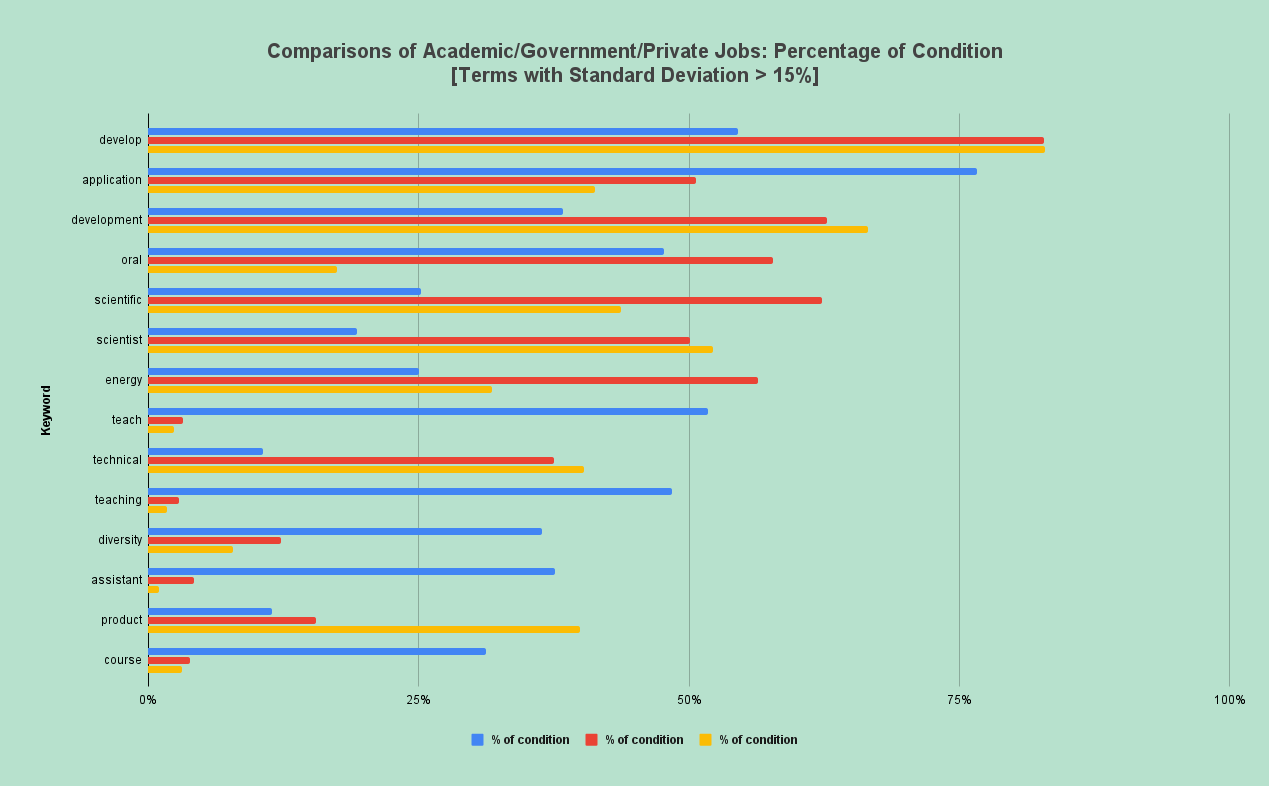 Comparisons of Academic/Government/Private Jobs: Percentage of Condition
[Terms with Standard Deviation > 15%]
Keyword
develop
application
development
oral
scientific
scientist
energy
teach
technical
teaching
diversity
assistant
product
course
0% 25% 50% 75% 100%
% of condition % of condition % of condition